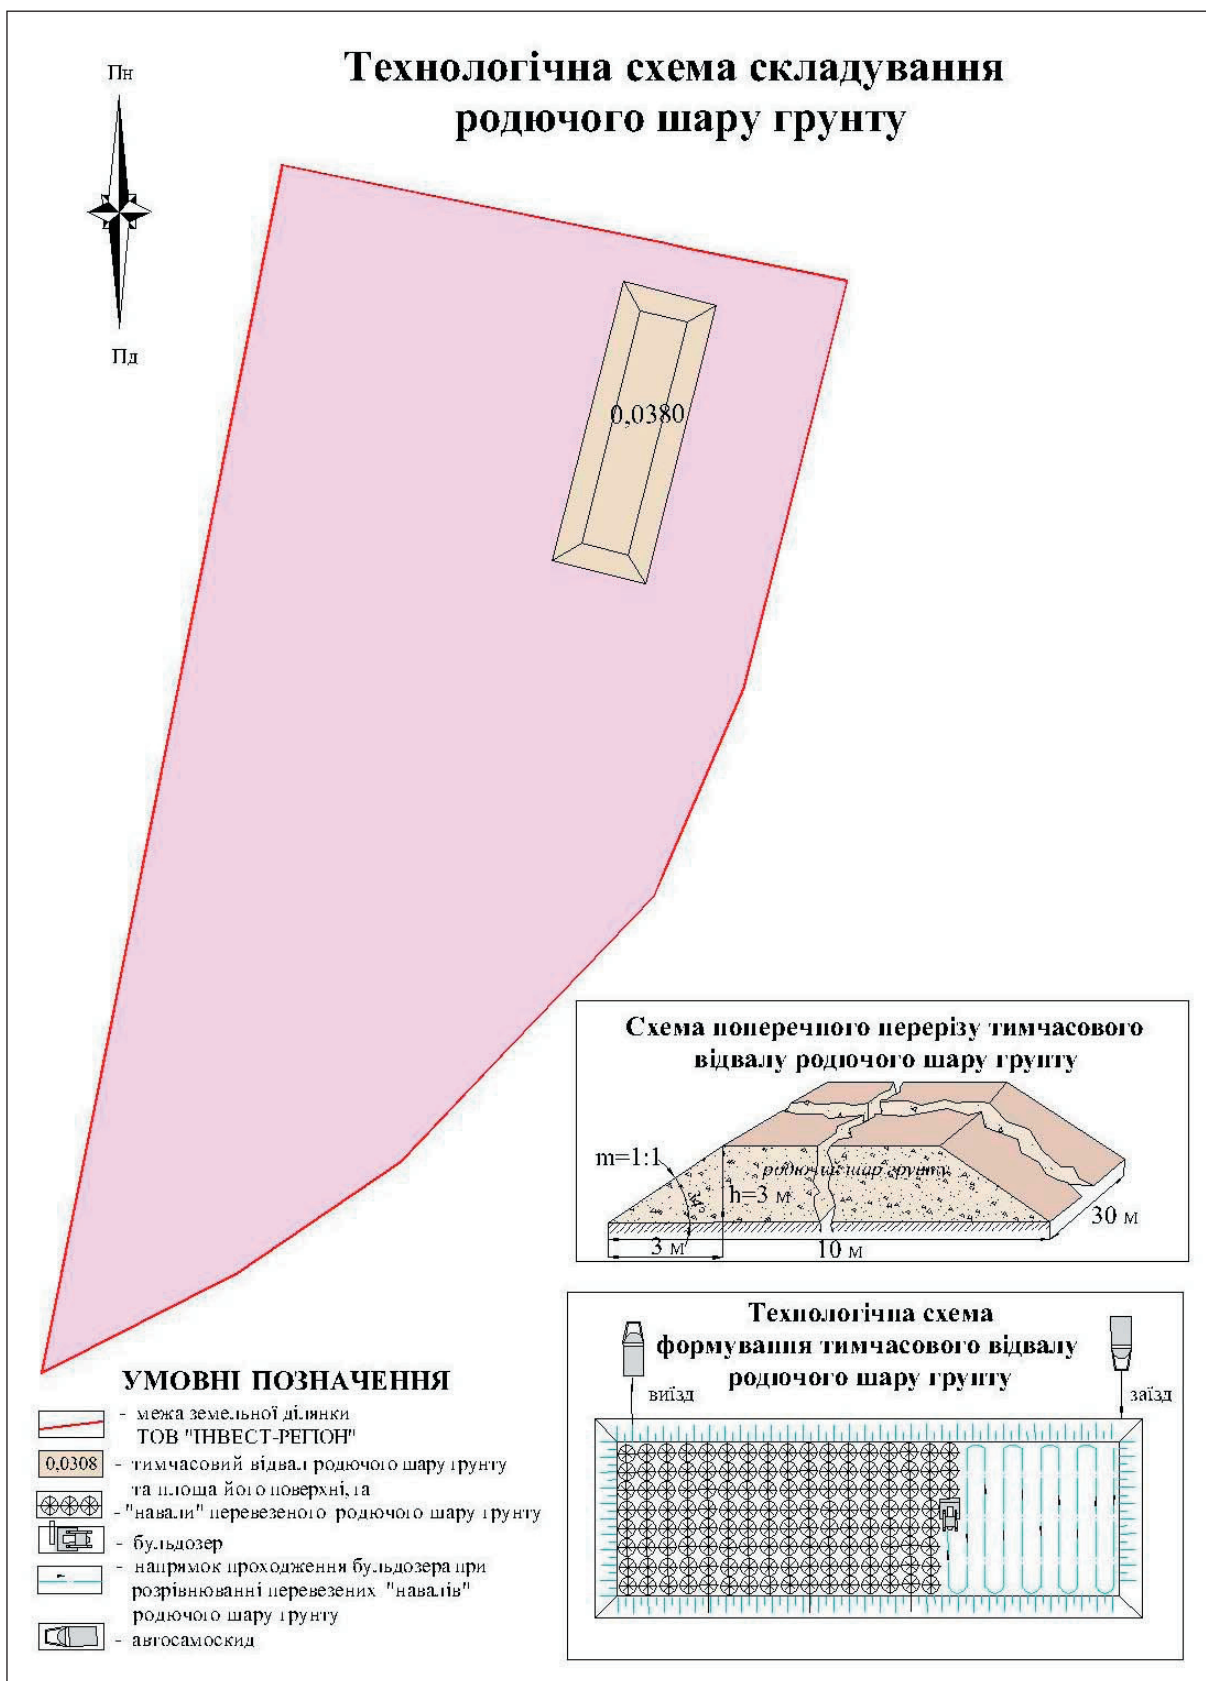 Технологічна схема складування
родючого шару грунту
Пн
Пд
0,0380
Схема поперечного перерізу тимчасового
відвалу родючого шару грунту
m=1:1
родючий шар грунту
h=3 м
3 м
10 м
30 м
Технологічна схема
формування тимчасового відвалу
родючого шару грунту
виїзд
заїзд
УМОВНІ ПОЗНАЧЕННЯ
- межа земельної ділянки
ТОВ "ІНВЕСТ-РЕГІОН"
0,0308 - тимчасовий відвал родючого шару грунту
та площа його поверхні, га
- "навали" перевезеного родючого шару грунту
- бульдозер
- напрямок проходження бульдозера при
розрівнюванні перевезених "навалів"
родючого шару грунту
- автосамоскид